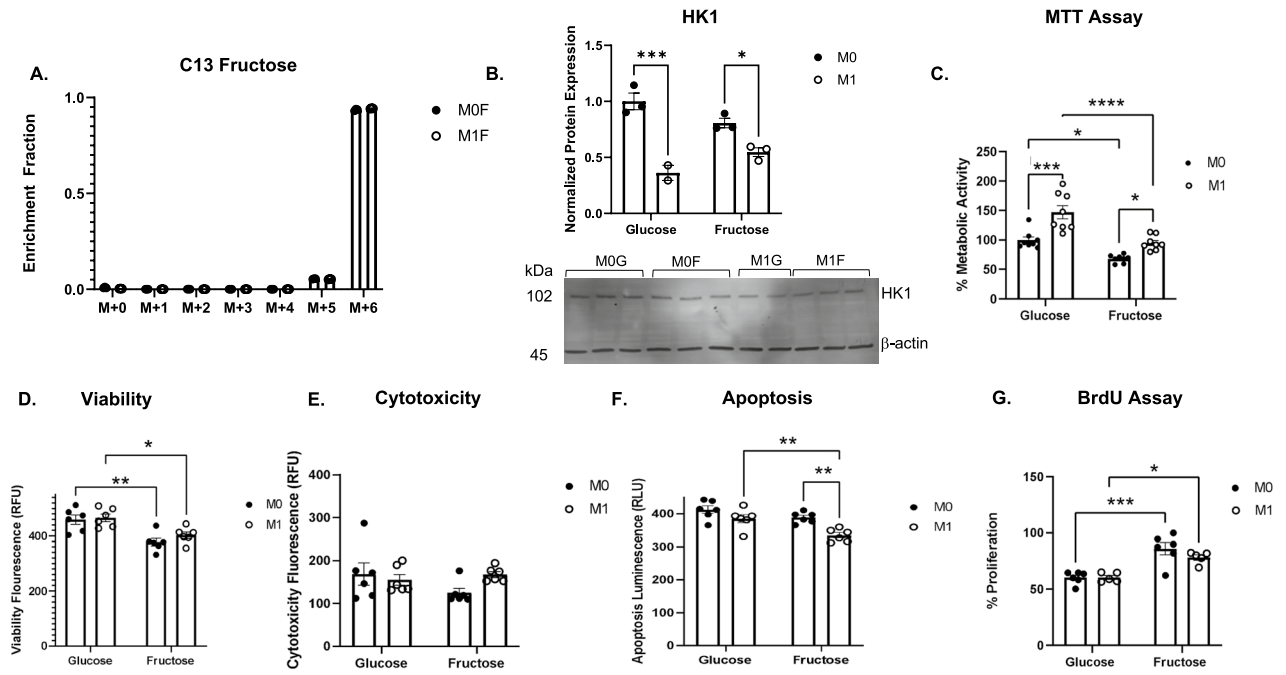 A.
C13 Fructose
Enrichment Fraction
1.0
0.5
0.0
M+0 M+1 M+2 M+3 M+4 M+5 M+6
M0F
M1F
B.
HK1
Normalized Protein Expression
1.5
1.0
0.5
0.0
*** *
Glucose Fructose
M0
M1
M0G M0F M1G M1F
kDa
102
45
HK1
β-actin
C.
MTT Assay
% Metabolic Activity
250
200
150
100
50
0
****
*
***
*
Glucose Fructose
M0
M1
D.
Viability
Viability Flourescence (RFU)
400
200
0
*
**
Glucose Fructose
M0
M1
E.
Cytotoxicity
Cytotoxicity Fluorescence (RFU)
400
300
200
100
0
Glucose Fructose
M0
M1
F.
Apoptosis
Apoptosis Luminescence (RLU)
400
300
200
100
0
**
**
Glucose Fructose
M0
M1
G.
BrdU Assay
% Proliferation
150
100
50
0
*
***
Glucose Fructose
M0
M1